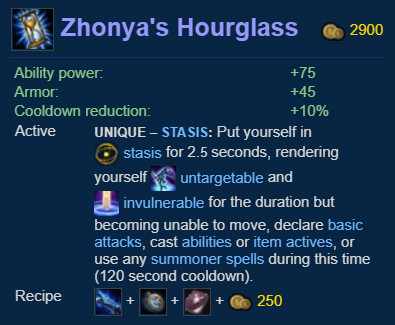 Zhonya's Hourglass 2900
Ability power: +75
Armor: +45
Cooldown reduction: +10%
Active UNIQUE – STASIS: Put yourself in
stasis for 2.5 seconds, rendering
yourself untargetable and
invulnerable for the duration but
becoming unable to move, declare basic
attacks, cast abilities or item actives, or
use any summoner spells during this time
(120 second cooldown).
Recipe + + + 250